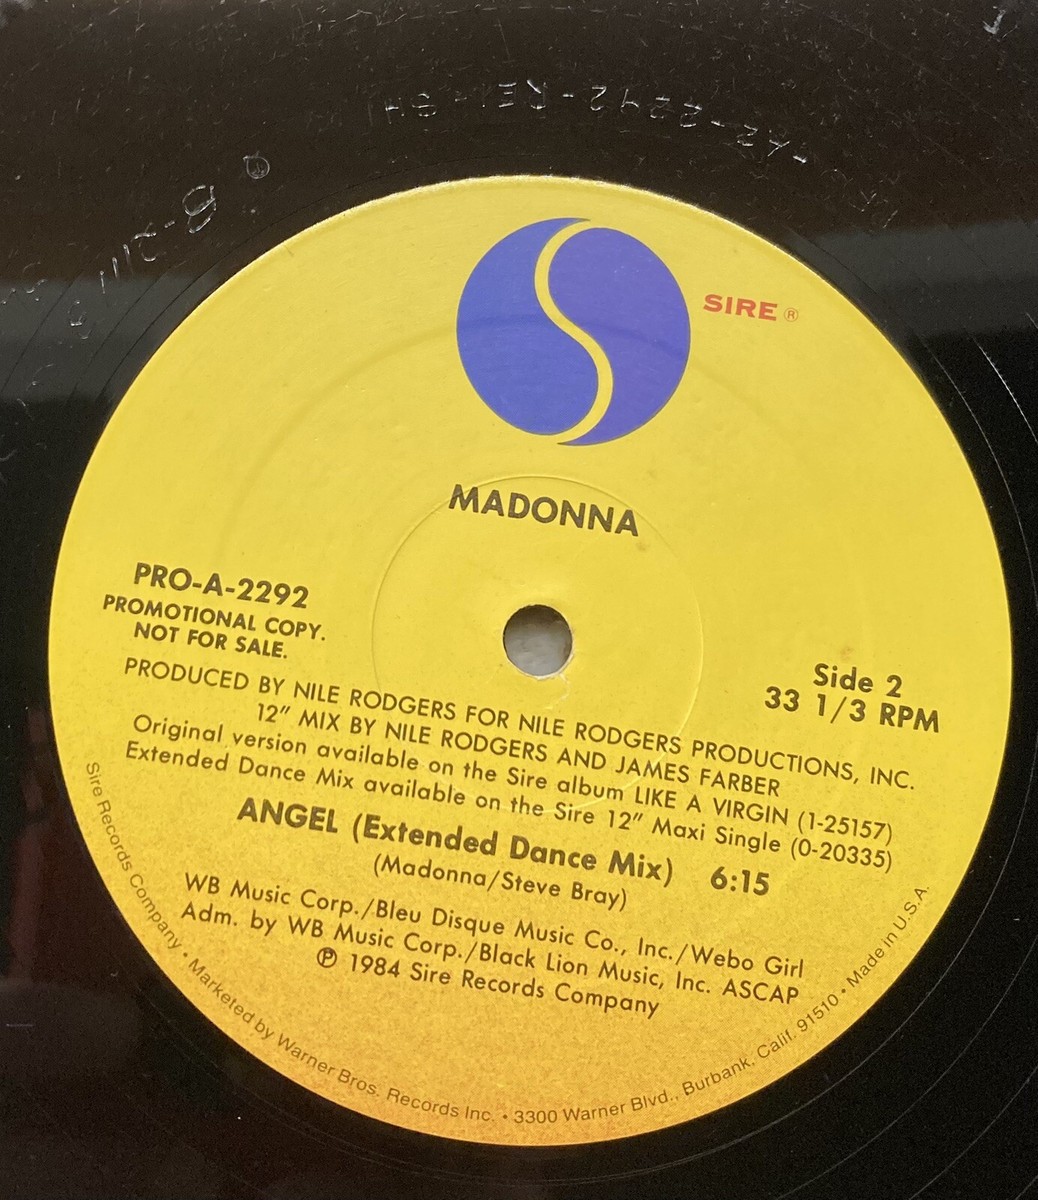 SIRE ®
MADONNA
PRO-A-2292
PROMOTIONAL COPY.
NOT FOR SALE.
Side 2
33 1/3 RPM
PRODUCED BY NILE RODGERS FOR NILE RODGERS PRODUCTIONS, INC.
12" MIX BY NILE RODGERS AND JAMES FARBER
Original version available on the Sire album LIKE A VIRGIN (1-25157)
Extended Dance Mix available on the Sire 12" Maxi Single (0-20335)
ANGEL (Extended Dance Mix) 6:15
(Madonna/Steve Bray)
WB Music Corp./Bleu Disque Music Co., Inc./Webo Girl
Adm. by WB Music Corp./Black Lion Music, Inc. ASCAP
℗ 1984 Sire Records Company
Sire Records Company • Marketed by Warner Bros. Records Inc. • 3300 Warner Blvd., Burbank, Calif. 91510 • Made in U.S.A.